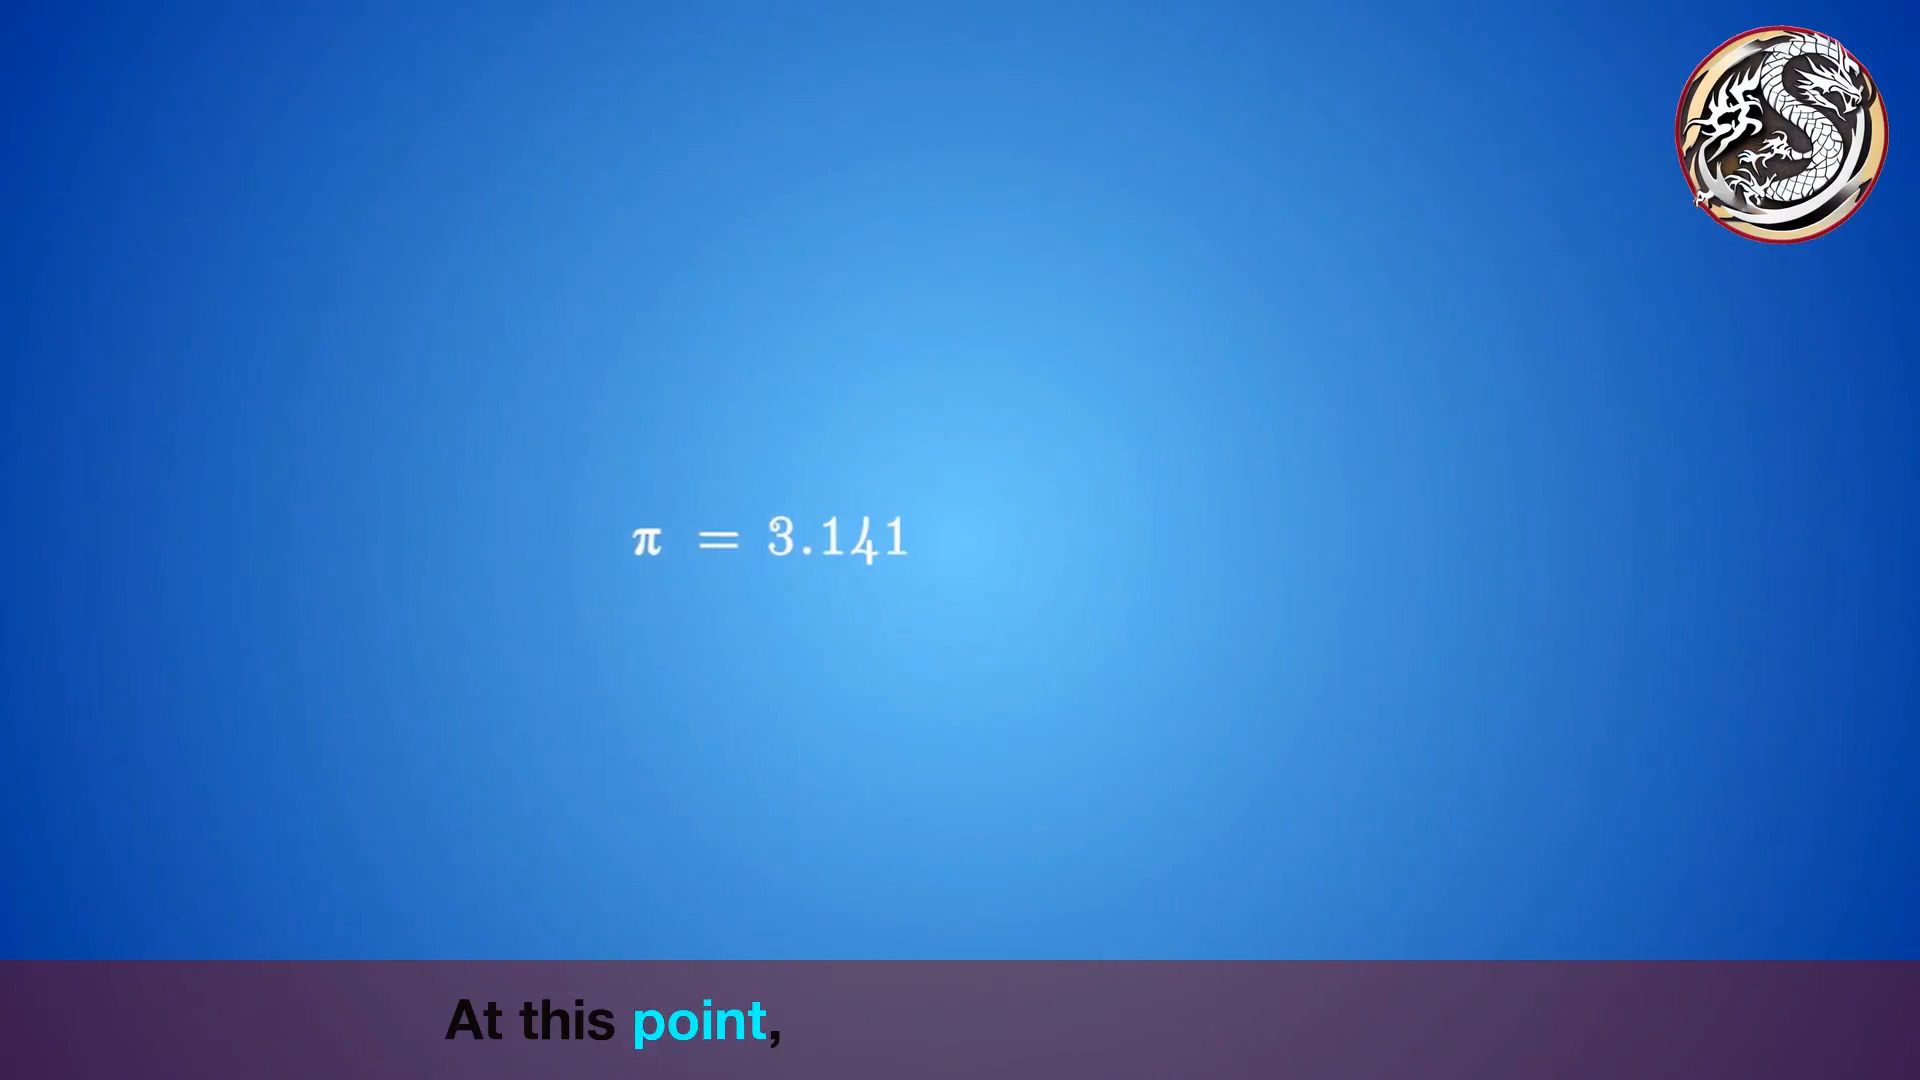 π = 3.141
At this point,